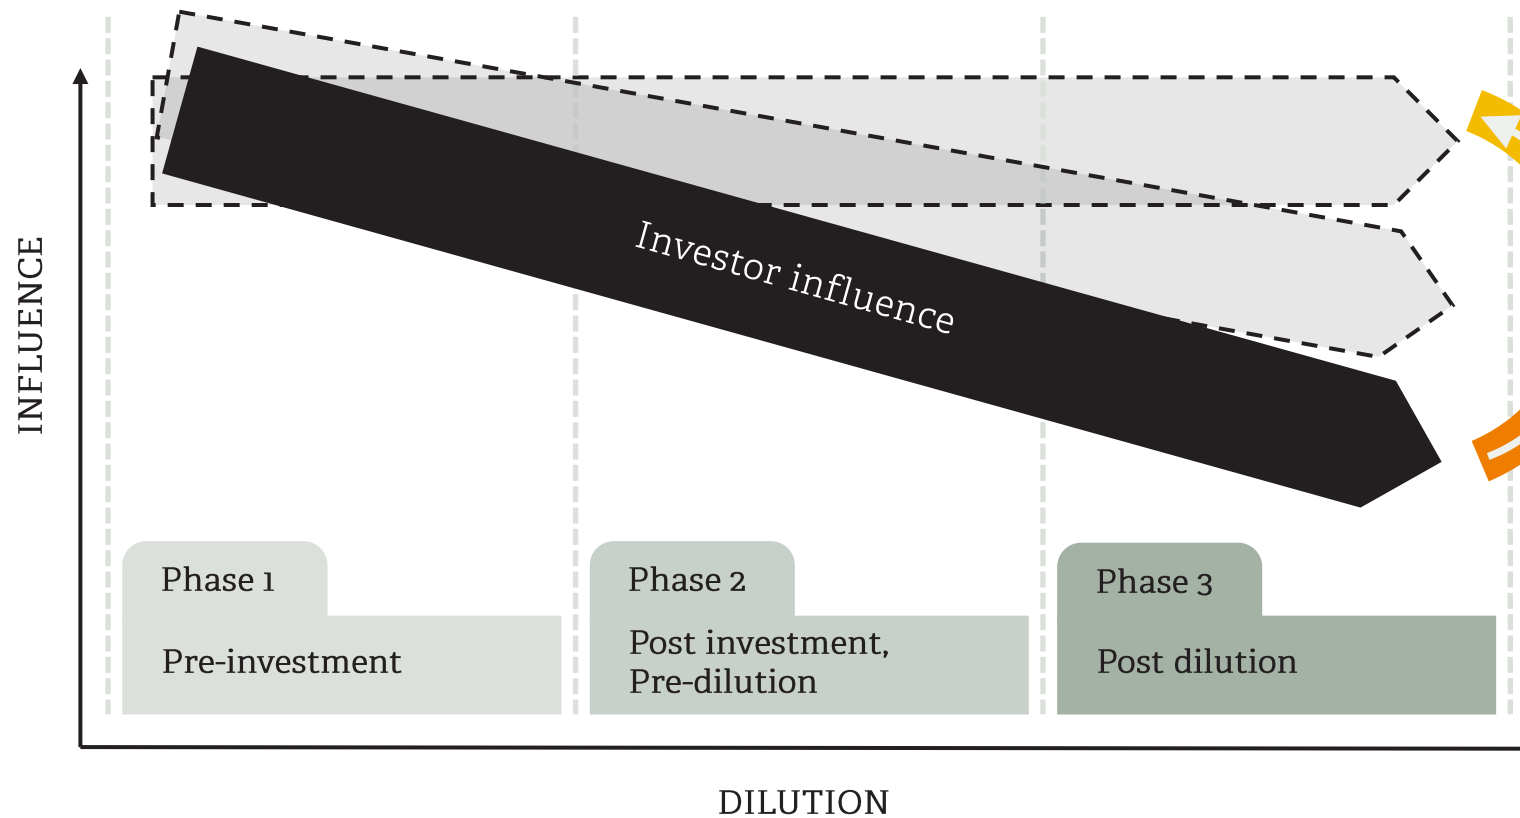 INFLUENCE
Investor influence
Phase 1
Pre-investment
Phase 2
Post investment,
Pre-dilution
Phase 3
Post dilution
DILUTION